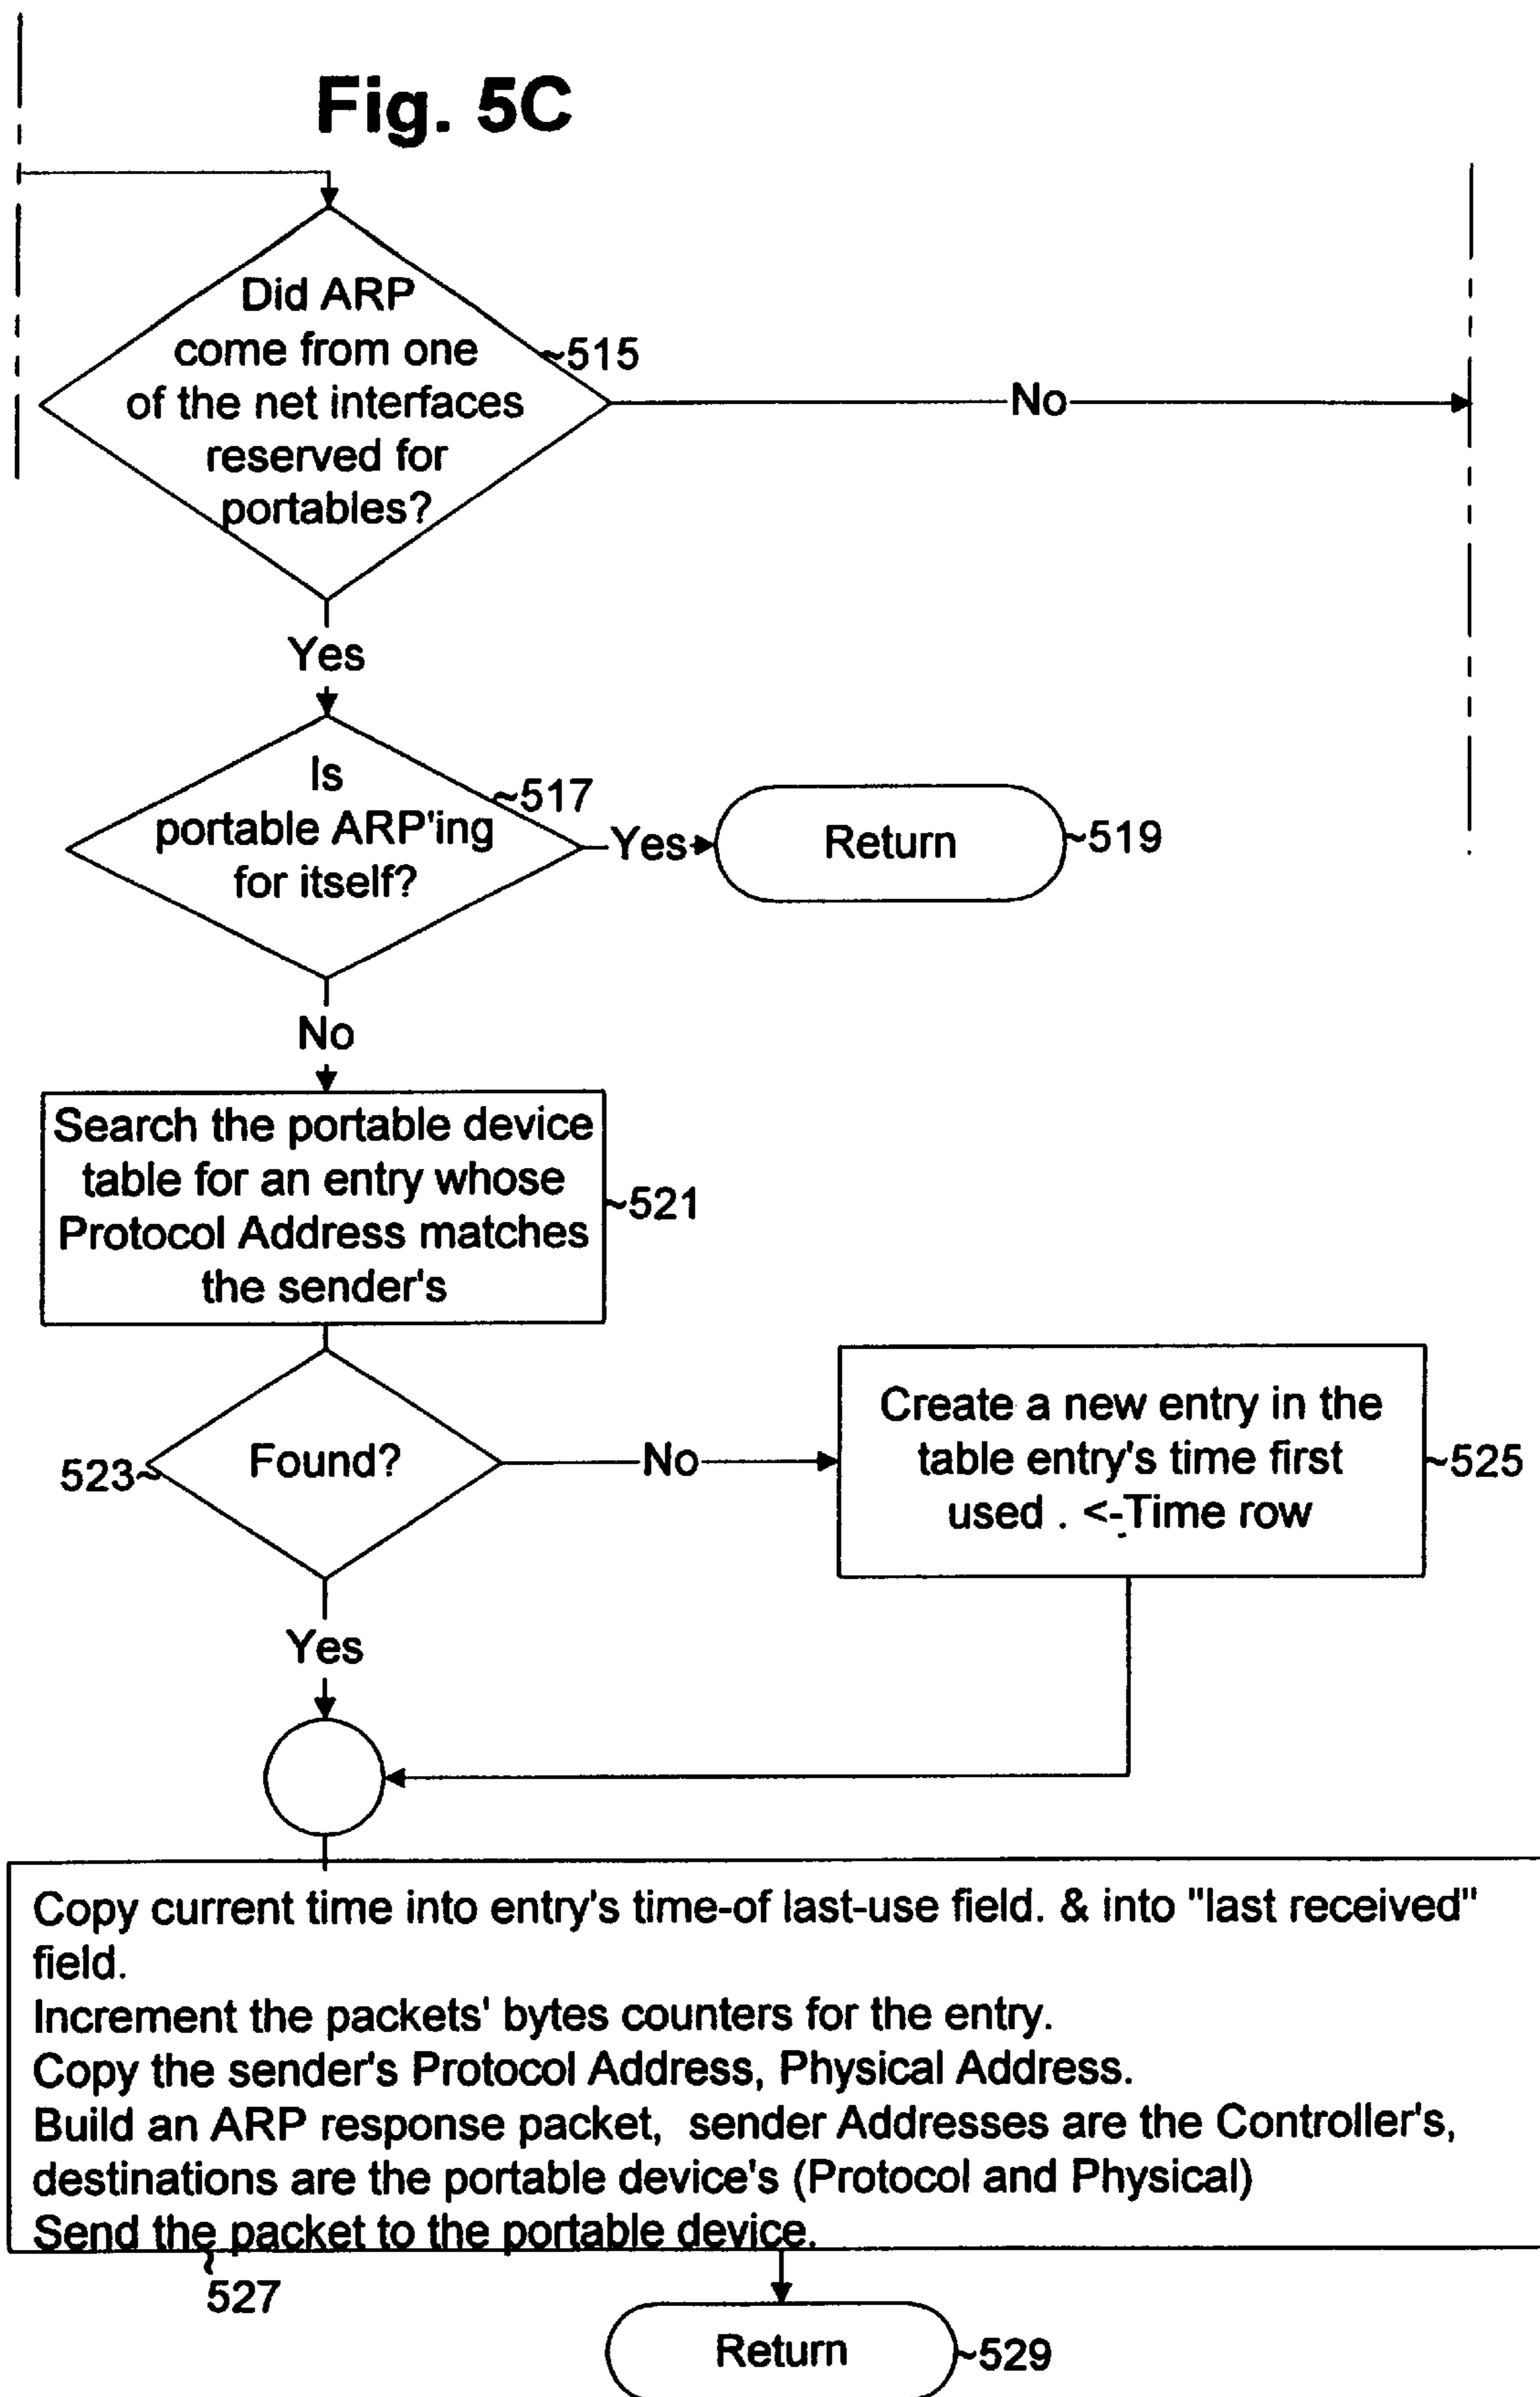 Fig. 5C
Did ARP
come from one
of the net interfaces
reserved for
portables?
~515
No
Yes
Is
portable ARP'ing
for itself?
~517
Yes
Return
~519
No
Search the portable device
table for an entry whose
Protocol Address matches
the sender's
~521
Found?
523~
No
Create a new entry in the
table entry's time first
used . <-Time row
~525
Yes
Copy current time into entry's time-of last-use field. & into "last received"
field.
Increment the packets' bytes counters for the entry.
Copy the sender's Protocol Address, Physical Address.
Build an ARP response packet,  sender Addresses are the Controller's,
destinations are the portable device's (Protocol and Physical)
Send the packet to the portable device.
527
Return
~529